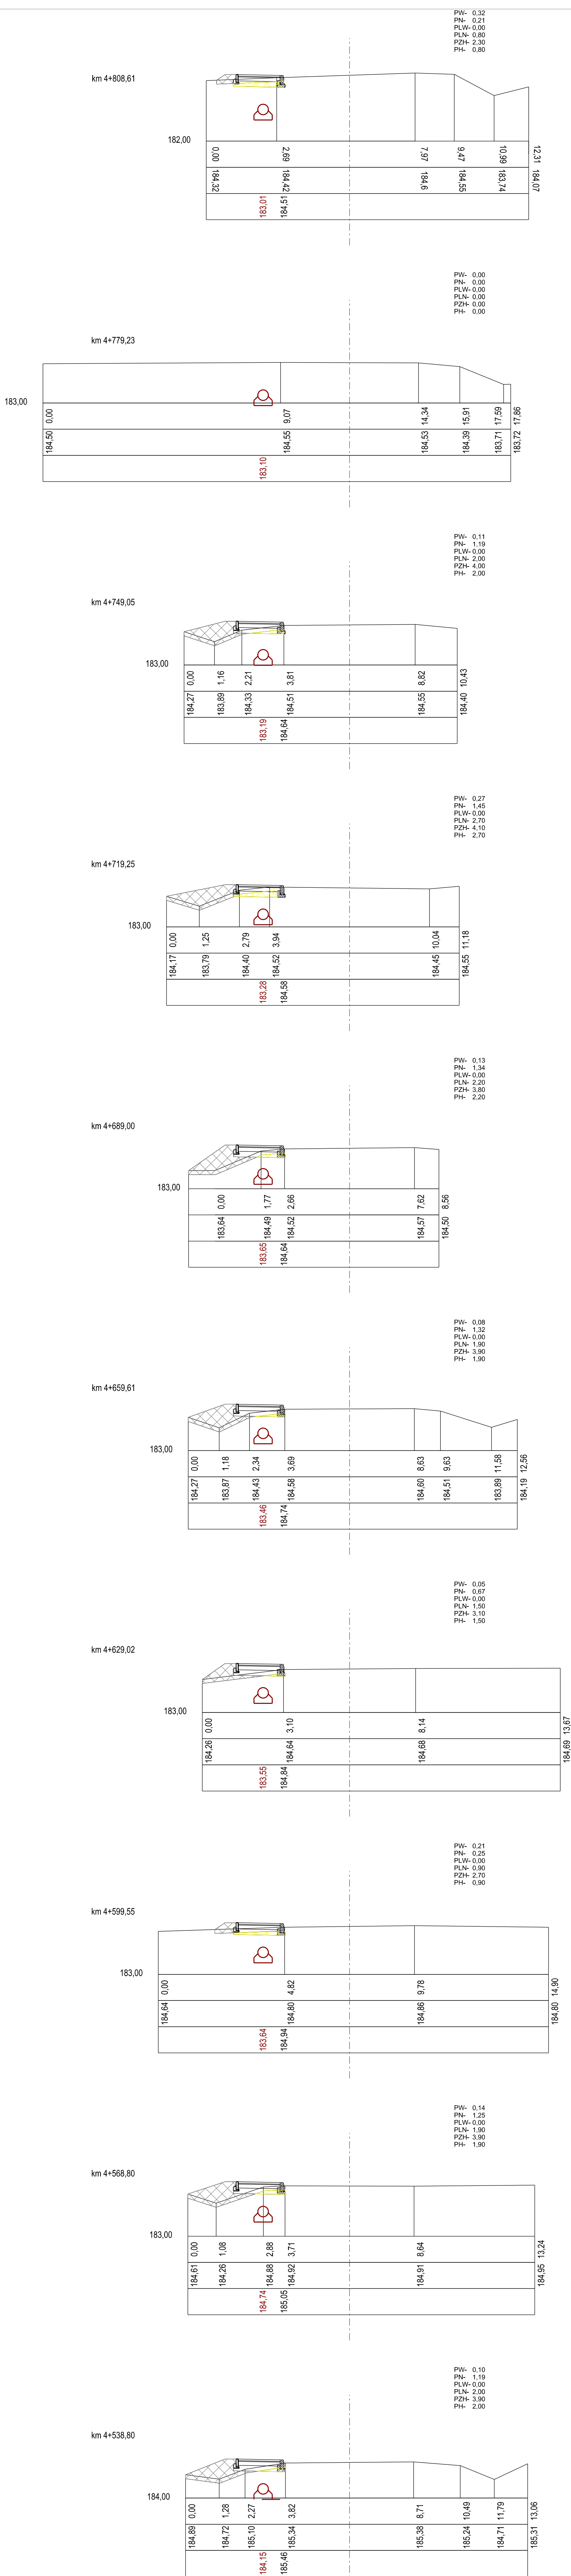 PW- 0,32
PN- 0,21
PLW- 0,00
PLN- 0,80
PZH- 2,30
PH- 0,80
km 4+808,61
182,00
0,00 2,69 7,97 9,47 10,99 12,31
184,32 184,42 184,6 184,55 183,74 184,07
183,01 184,51
PW- 0,00
PN- 0,00
PLW- 0,00
PLN- 0,00
PZH- 0,00
PH- 0,00
km 4+779,23
183,00
0,00 9,07 14,34 15,91 17,59 17,86
184,50 184,55 184,53 184,39 183,71 183,72
183,10
PW- 0,11
PN- 1,19
PLW- 0,00
PLN- 2,00
PZH- 4,00
PH- 2,00
km 4+749,05
183,00
0,00 1,16 2,21 3,81 8,82 10,43
184,27 183,89 184,33 184,51 184,55 184,40
183,19 184,64
PW- 0,27
PN- 1,45
PLW- 0,00
PLN- 2,70
PZH- 4,10
PH- 2,70
km 4+719,25
183,00
0,00 1,25 2,79 3,94 10,04 11,18
184,17 183,79 184,40 184,52 184,45 184,55
183,28 184,58
PW- 0,13
PN- 1,34
PLW- 0,00
PLN- 2,20
PZH- 3,80
PH- 2,20
km 4+689,00
183,00
0,00 1,77 2,66 7,62 8,56
183,64 184,49 184,52 184,57 184,50
183,65 184,64
PW- 0,08
PN- 1,32
PLW- 0,00
PLN- 1,90
PZH- 3,90
PH- 1,90
km 4+659,61
183,00
0,00 1,18 2,34 3,69 8,63 9,63 11,58 12,56
184,27 183,87 184,43 184,58 184,60 184,51 183,89 184,19
183,46 184,74
PW- 0,05
PN- 0,67
PLW- 0,00
PLN- 1,50
PZH- 3,10
PH- 1,50
km 4+629,02
183,00
0,00 3,10 8,14 13,67
184,26 184,64 184,68 184,69
183,55 184,84
PW- 0,21
PN- 0,25
PLW- 0,00
PLN- 0,90
PZH- 2,70
PH- 0,90
km 4+599,55
183,00
0,00 4,82 9,78 14,90
184,64 184,80 184,86 184,80
183,64 184,94
PW- 0,14
PN- 1,25
PLW- 0,00
PLN- 1,90
PZH- 3,90
PH- 1,90
km 4+568,80
183,00
0,00 1,08 2,88 3,71 8,64 13,24
184,61 184,26 184,88 184,92 184,91 184,95
184,74 185,05
PW- 0,10
PN- 1,19
PLW- 0,00
PLN- 2,00
PZH- 3,90
PH- 2,00
km 4+538,80
184,00
0,00 1,28 2,27 3,82 8,71 10,49 11,79 13,06
184,89 184,72 185,10 185,34 185,38 185,24 184,71 185,31
184,15 185,46